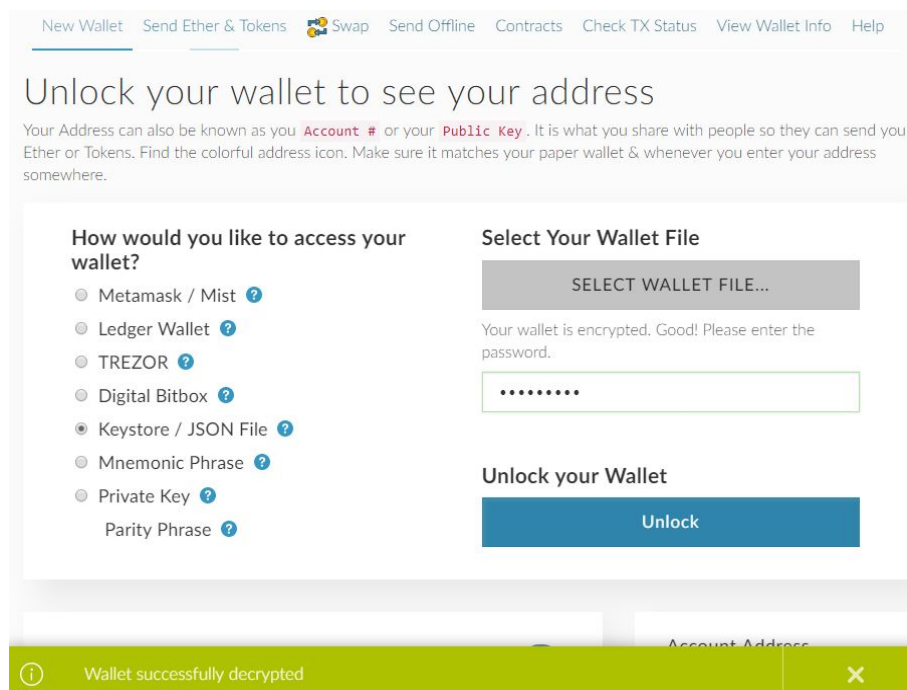 New Wallet Send Ether & Tokens Swap Send Offline Contracts Check TX Status View Wallet Info Help
Unlock your wallet to see your address
Your Address can also be known as you Account # or your Public Key. It is what you share with people so they can send you
Ether or Tokens. Find the colorful address icon. Make sure it matches your paper wallet & whenever you enter your address
somewhere.
How would you like to access your
wallet?
Metamask / Mist
Ledger Wallet
TREZOR
Digital Bitbox
Keystore / JSON File
Mnemonic Phrase
Private Key
Parity Phrase
Select Your Wallet File
SELECT WALLET FILE...
Your wallet is encrypted. Good! Please enter the
password.
•••••••••
Unlock your Wallet
Unlock
Account Address
Wallet successfully decrypted